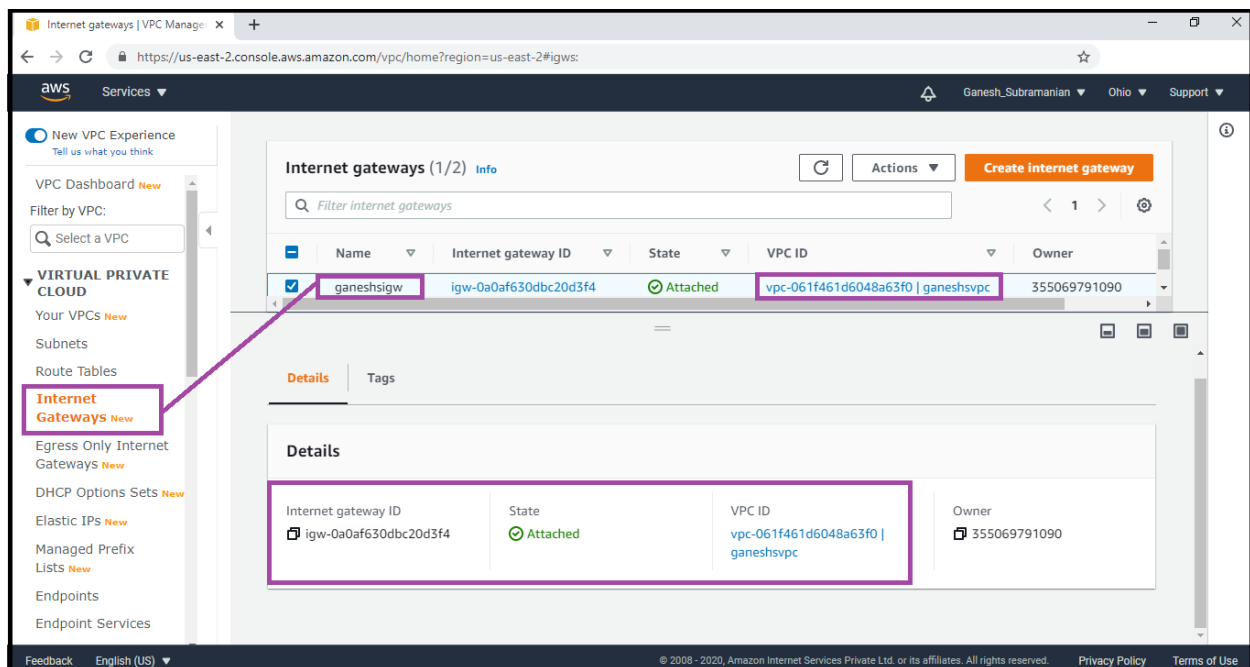 Internet gateways | VPC Manage
https://us-east-2.console.aws.amazon.com/vpc/home?region=us-east-2#igws:
aws Services Ganesh_Subramanian Ohio Support
New VPC Experience
Tell us what you think
VPC Dashboard New
Filter by VPC:
Select a VPC
VIRTUAL PRIVATE
CLOUD
Your VPCs New
Subnets
Route Tables
Internet
Gateways New
Egress Only Internet
Gateways New
DHCP Options Sets New
Elastic IPs New
Managed Prefix
Lists New
Endpoints
Endpoint Services
Internet gateways (1/2) Info Actions Create internet gateway
Filter internet gateways 1
Name Internet gateway ID State VPC ID Owner
ganeshsigw igw-0a0af630dbc20d3f4 Attached vpc-061f461d6048a63f0 | ganeshsvpc 355069791090
Details Tags
Details
Internet gateway ID State VPC ID Owner
igw-0a0af630dbc20d3f4 Attached vpc-061f461d6048a63f0 | 355069791090
ganeshsvpc
Feedback English (US) © 2008 - 2020, Amazon Internet Services Private Ltd. or its affiliates. All rights reserved. Privacy Policy Terms of Use